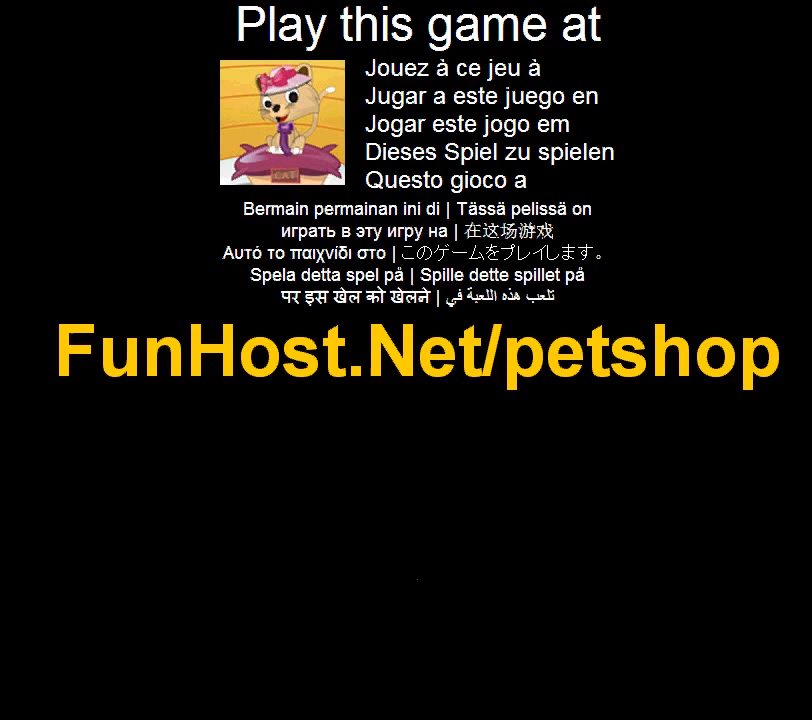 Play this game at
Jouez à ce jeu à
Jugar a este juego en
Jogar este jogo em
Dieses Spiel zu spielen
Questo gioco a
CAT
Bermain permainan ini di | Tässä pelissä on
играть в эту игру на | 在这场游戏
Αυτό το παιχνίδι στο | このゲームをプレイします。
Spela detta spel på | Spille dette spillet på
पर इस खेल को खेलने | تلعب هذه اللعبة في
FunHost.Net/petshop